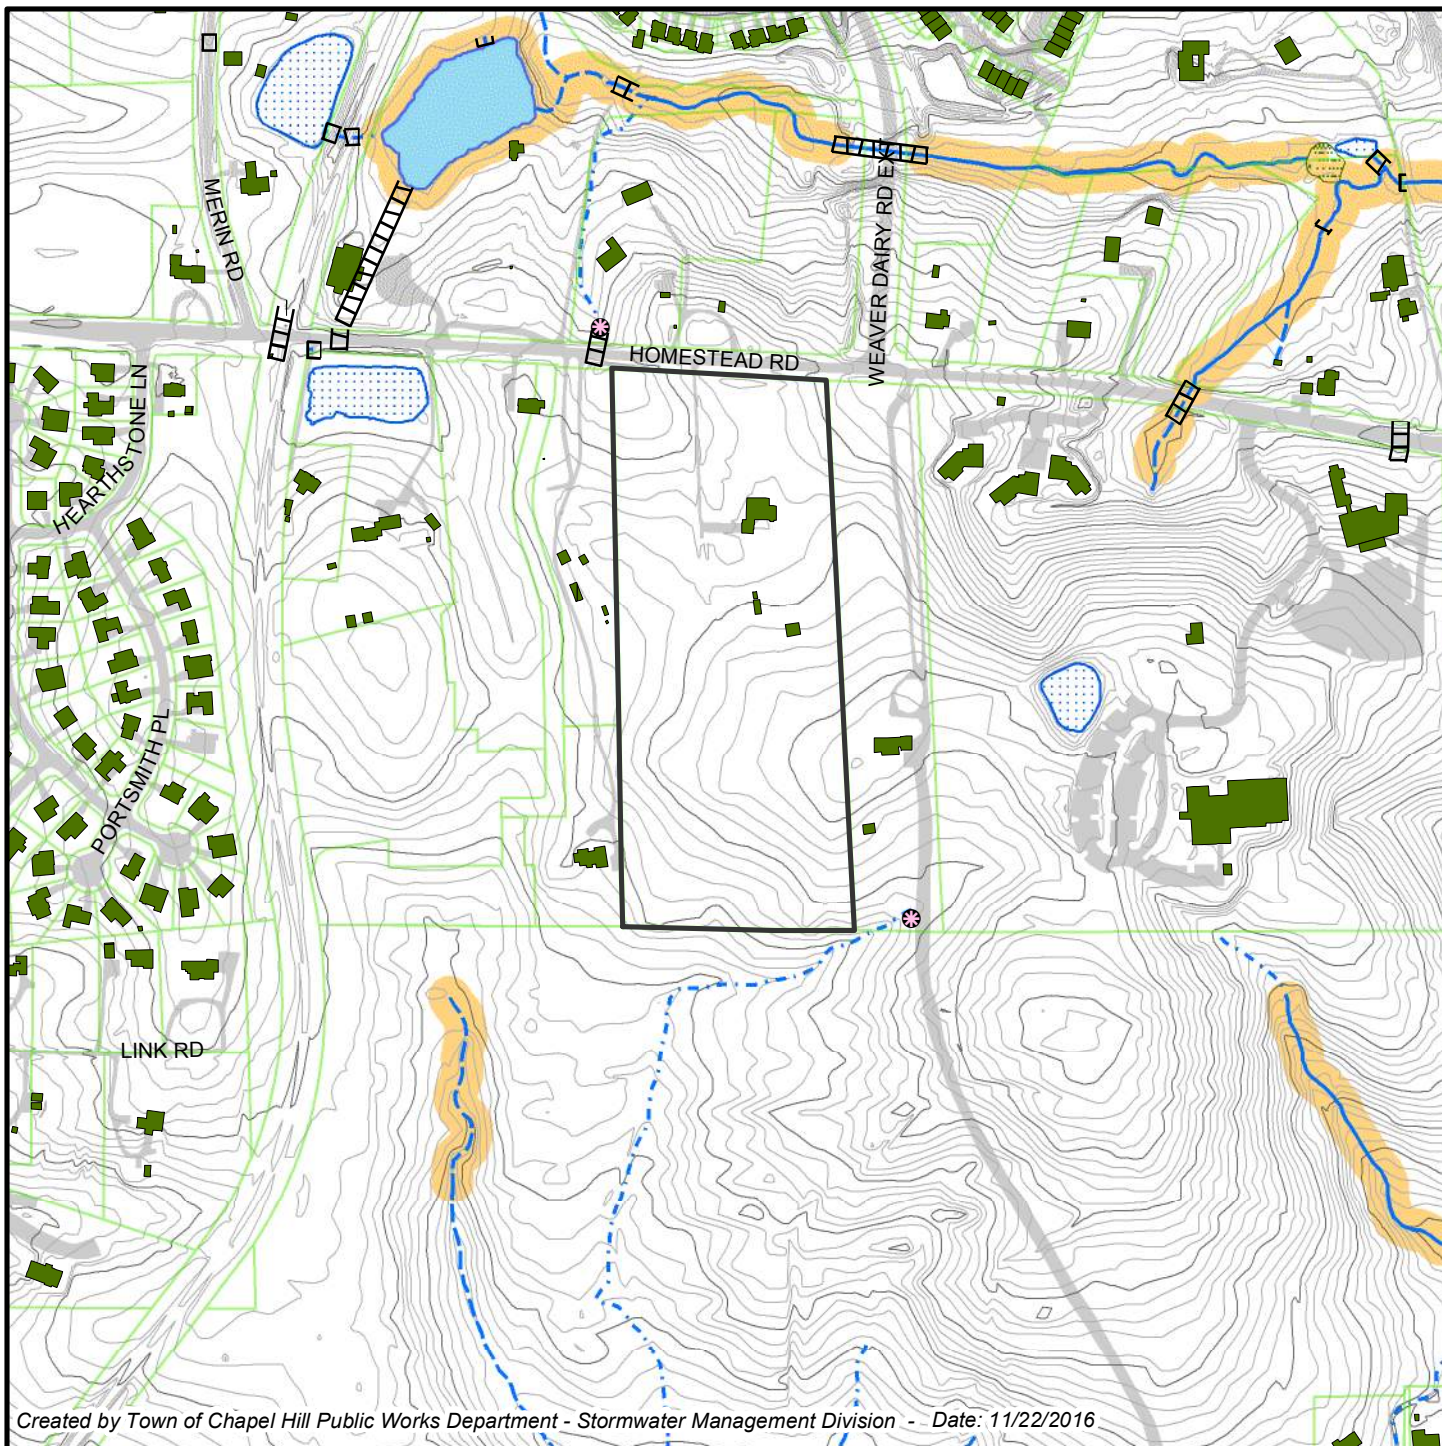 MERIN RD
WEAVER DAIRY RD EX
HOMESTEAD RD
HEARTHSTONE LN
PORTSMITH PL
LINK RD
Created by Town of Chapel Hill Public Works Department - Stormwater Management Division - Date: 11/22/2016